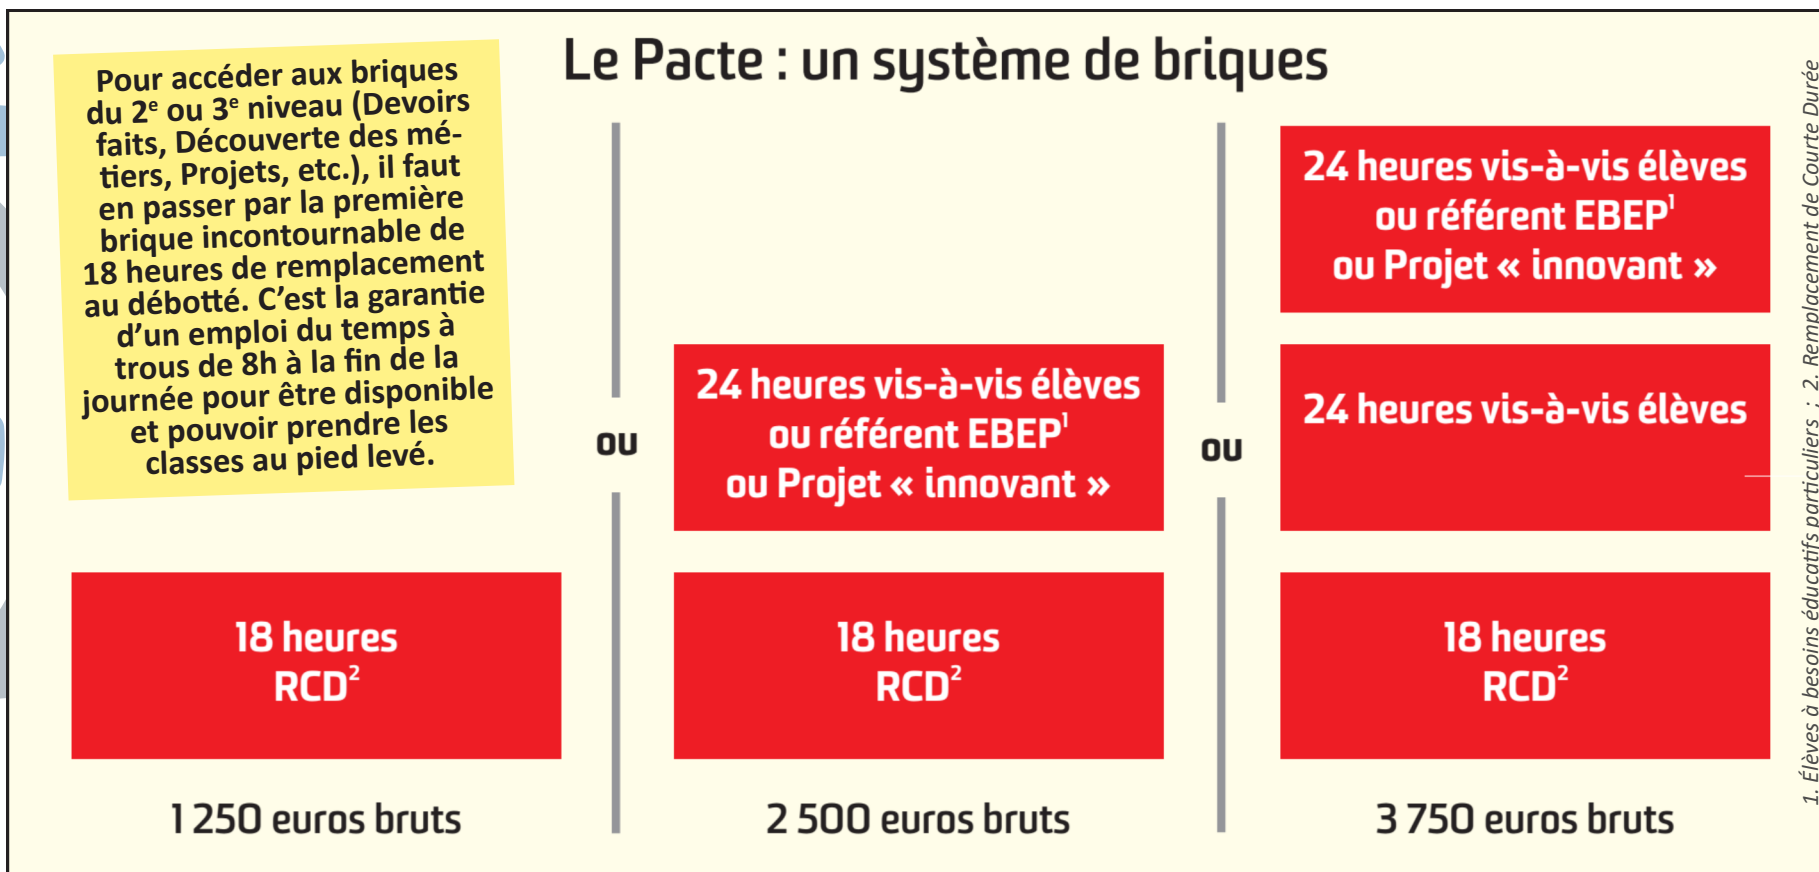 Le Pacte : un système de briques
Pour accéder aux briques
du 2e ou 3e niveau (Devoirs
faits, Découverte des mé-
tiers, Projets, etc.), il faut
en passer par la première
brique incontournable de
18 heures de remplacement
au débotté. C’est la garantie
d’un emploi du temps à
trous de 8h à la fin de la
journée pour être disponible
et pouvoir prendre les
classes au pied levé.
18 heures
RCD²
1 250 euros bruts
ou
24 heures vis-à-vis élèves
ou référent EBEP¹
ou Projet « innovant »
18 heures
RCD²
2 500 euros bruts
ou
24 heures vis-à-vis élèves
ou référent EBEP¹
ou Projet « innovant »
24 heures vis-à-vis élèves
18 heures
RCD²
3 750 euros bruts
1. Élèves à besoins éducatifs particuliers ; 2. Remplacement de Courte Durée